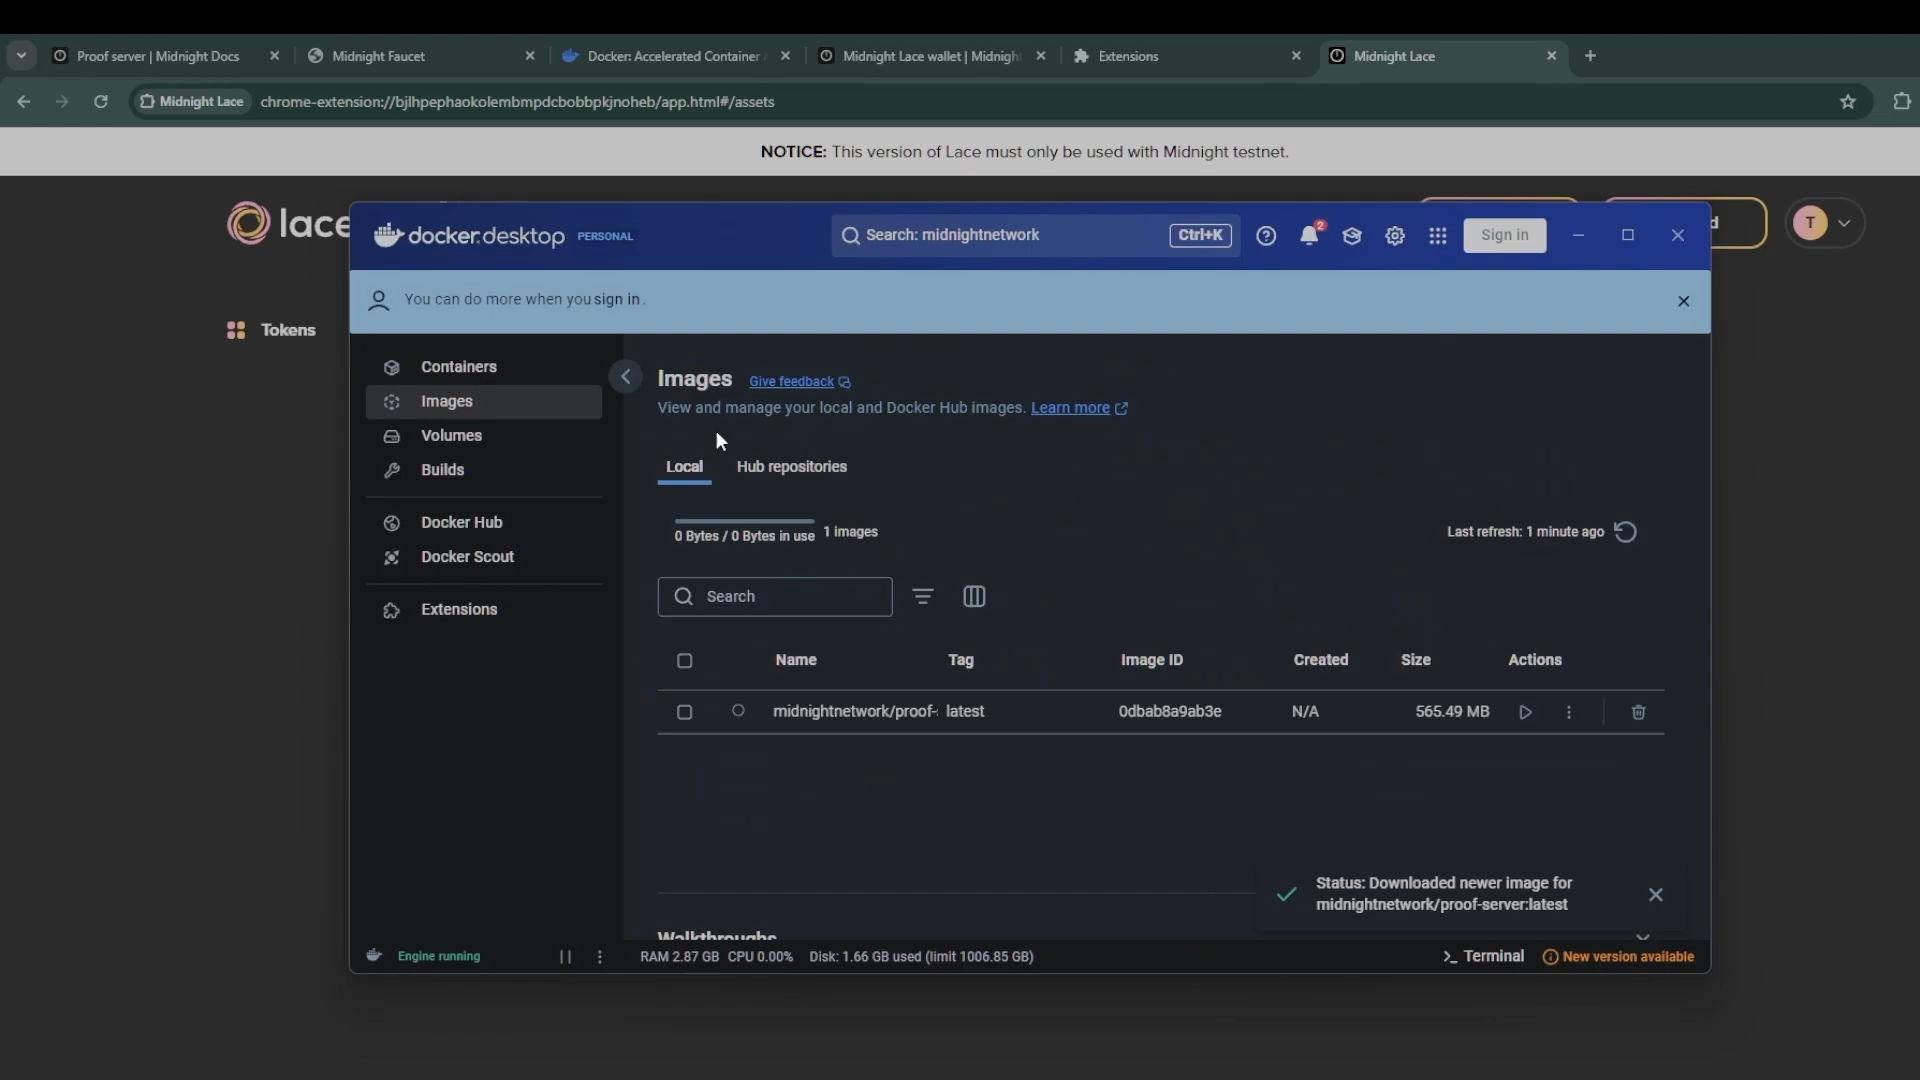 Proof server | Midnight Docs
Midnight Faucet
Docker: Accelerated Container
Midnight Lace wallet | Midnigh
Extensions
Midnight Lace
Midnight Lace
chrome-extension://bjlhpephaokolembmpdcbobbpkjnoheb/app.html#/assets
NOTICE: This version of Lace must only be used with Midnight testnet.
lace
d
T
Tokens
docker.desktop PERSONAL
Search: midnightnetwork
Ctrl+K
2
Sign in
You can do more when you sign in.
Containers
Images
Volumes
Builds
Docker Hub
Docker Scout
Extensions
Images
Give feedback
View and manage your local and Docker Hub images. Learn more
Local
Hub repositories
0 Bytes / 0 Bytes in use
1 images
Last refresh: 1 minute ago
Search
Name Tag Image ID Created Size Actions
midnightnetwork/proof- latest 0dbab8a9ab3e N/A 565.49 MB
Status: Downloaded newer image for
midnightnetwork/proof-server:latest
Walkthroughs
Engine running
RAM 2.87 GB CPU 0.00% Disk: 1.66 GB used (limit 1006.85 GB)
>_ Terminal
New version available